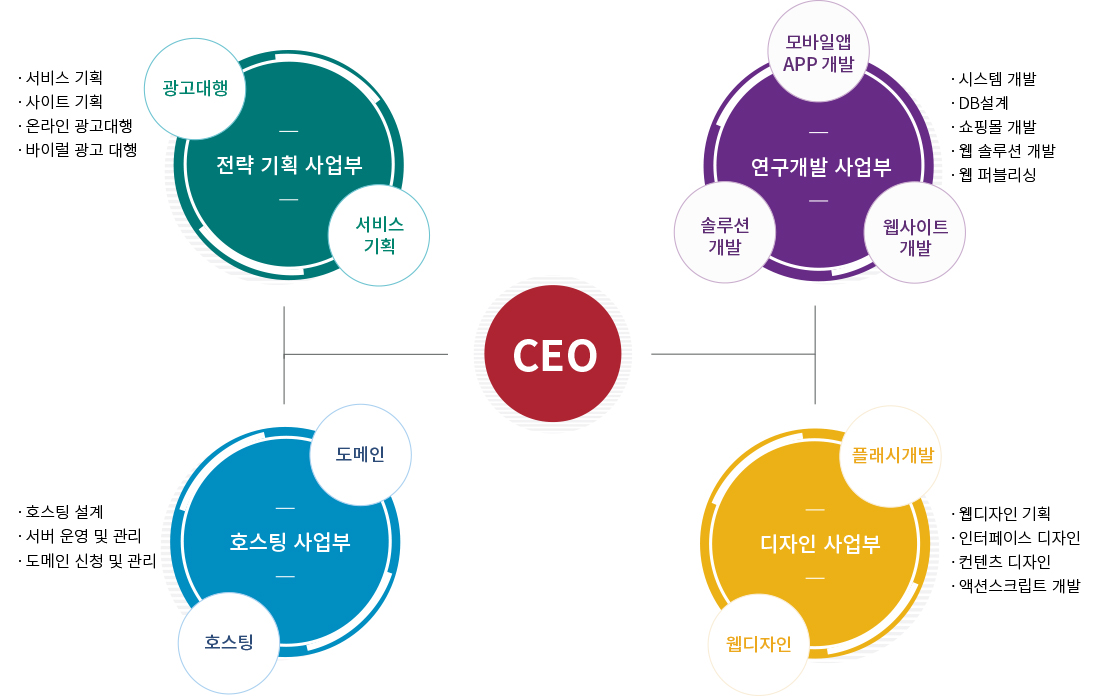 · 서비스 기획
· 사이트 기획
· 온라인 광고대행
· 바이럴 광고 대행
광고대행
전략 기획 사업부
서비스
기획
모바일앱
APP 개발
연구개발 사업부
솔루션
개발
웹사이트
개발
· 시스템 개발
· DB설계
· 쇼핑몰 개발
· 웹 솔루션 개발
· 웹 퍼블리싱
CEO
· 호스팅 설계
· 서버 운영 및 관리
· 도메인 신청 및 관리
도메인
호스팅 사업부
호스팅
플래시개발
디자인 사업부
웹디자인
· 웹디자인 기획
· 인터페이스 디자인
· 컨텐츠 디자인
· 액션스크립트 개발